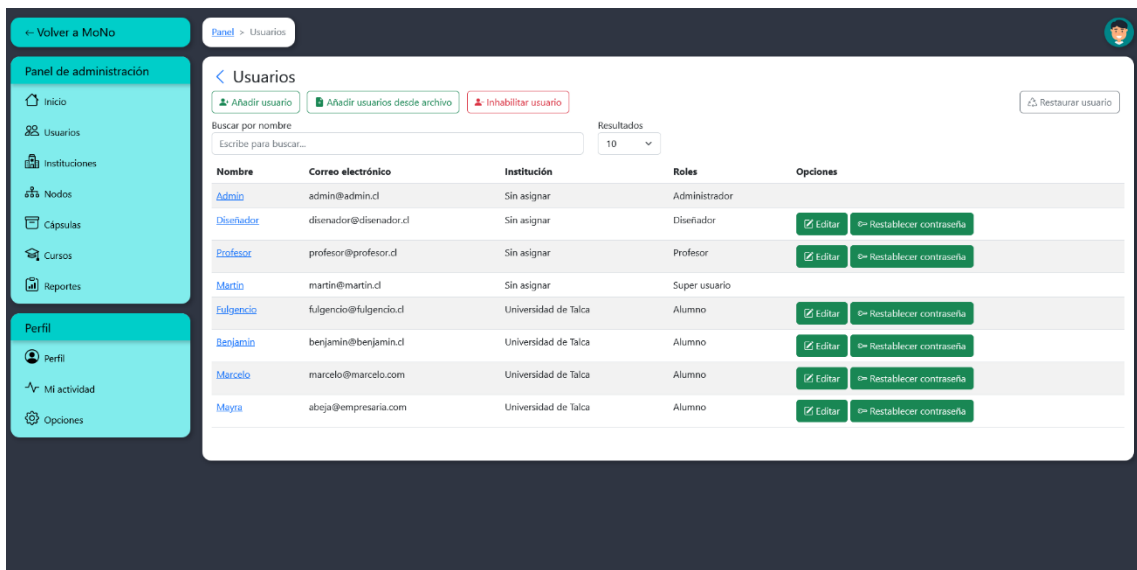 ← Volver a MoNo
Panel > Usuarios
Panel de administración
Inicio
Usuarios
Instituciones
Nodos
Cápsulas
Cursos
Reportes
Perfil
Perfil
Mi actividad
Opciones
Usuarios
Añadir usuario Añadir usuarios desde archivo Inhabilitar usuario Restaurar usuario
Buscar por nombre Resultados
Escribe para buscar... 10
Nombre Correo electrónico Institución Roles Opciones
Admin admin@admin.cl Sin asignar Administrador
Diseñador disenador@disenador.cl Sin asignar Diseñador Editar Restablecer contraseña
Profesor profesor@profesor.cl Sin asignar Profesor Editar Restablecer contraseña
Martín martin@martin.cl Sin asignar Super usuario
Fulgencio fulgencio@fulgencio.cl Universidad de Talca Alumno Editar Restablecer contraseña
Benjamín benjamin@benjamin.cl Universidad de Talca Alumno Editar Restablecer contraseña
Marcelo marcelo@marcelo.com Universidad de Talca Alumno Editar Restablecer contraseña
Mayra abeja@empresaria.com Universidad de Talca Alumno Editar Restablecer contraseña